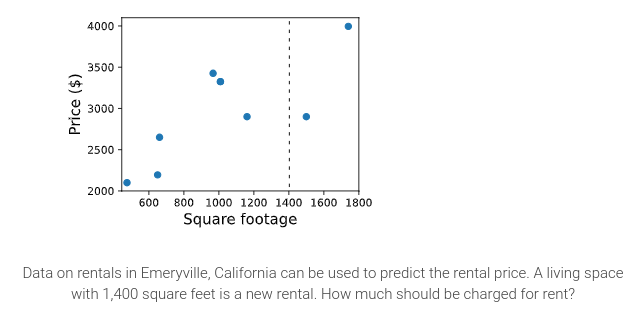 4000
3500
3000
2500
2000
Price ($)
600 800 1000 1200 1400 1600 1800
Square footage
Data on rentals in Emeryville, California can be used to predict the rental price. A living space
with 1,400 square feet is a new rental. How much should be charged for rent?